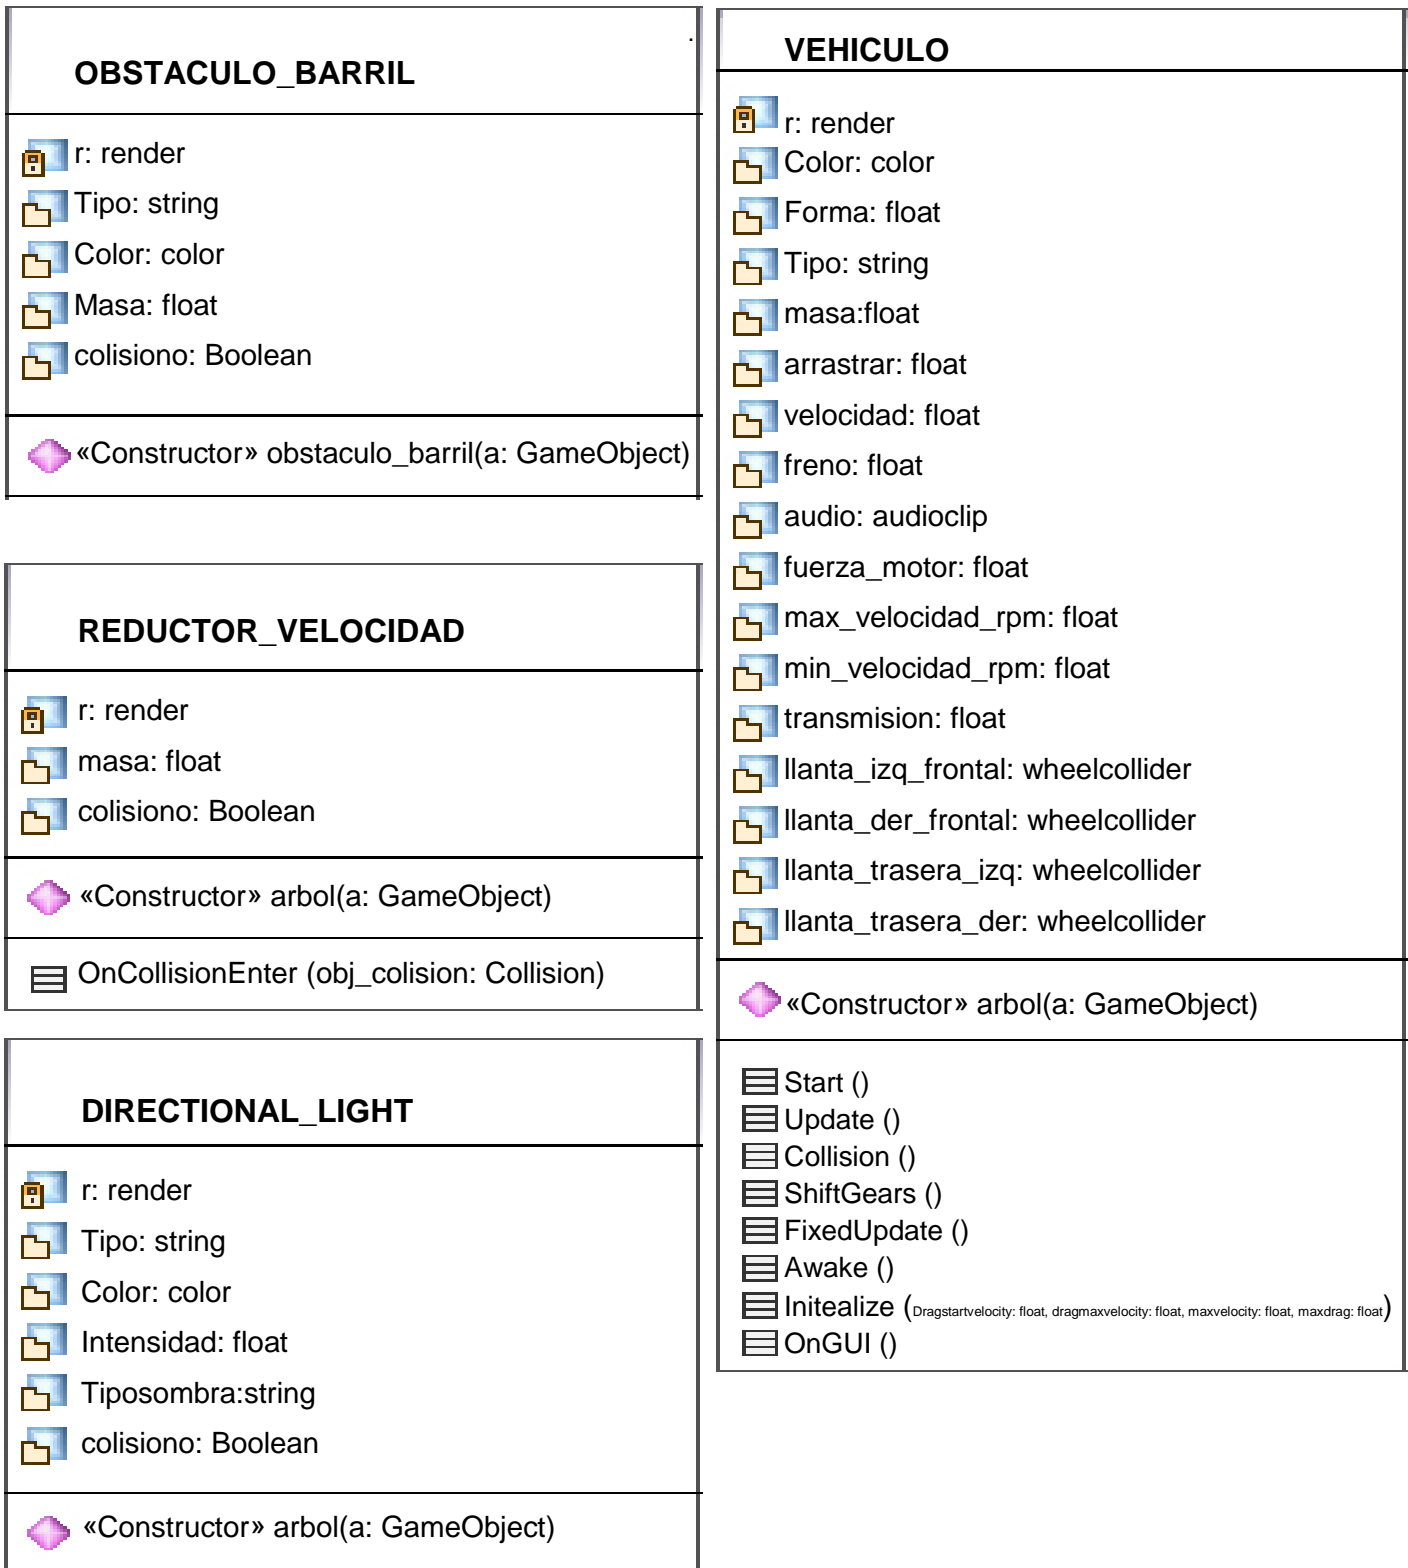 OBSTACULO_BARRIL
r: render
Tipo: string
Color: color
Masa: float
colisiono: Boolean
«Constructor» obstaculo_barril(a: GameObject)
REDUCTOR_VELOCIDAD
r: render
masa: float
colisiono: Boolean
«Constructor» arbol(a: GameObject)
OnCollisionEnter (obj_colision: Collision)
DIRECTIONAL_LIGHT
r: render
Tipo: string
Color: color
Intensidad: float
Tiposombra:string
colisiono: Boolean
«Constructor» arbol(a: GameObject)
VEHICULO
r: render
Color: color
Forma: float
Tipo: string
masa:float
arrastrar: float
velocidad: float
freno: float
audio: audioclip
fuerza_motor: float
max_velocidad_rpm: float
min_velocidad_rpm: float
transmision: float
llanta_izq_frontal: wheelcollider
llanta_der_frontal: wheelcollider
llanta_trasera_izq: wheelcollider
llanta_trasera_der: wheelcollider
«Constructor» arbol(a: GameObject)
Start ()
Update ()
Collision ()
ShiftGears ()
FixedUpdate ()
Awake ()
Initealize (Dragstartvelocity: float, dragmaxvelocity: float, maxvelocity: float, maxdrag: float)
OnGUI ()